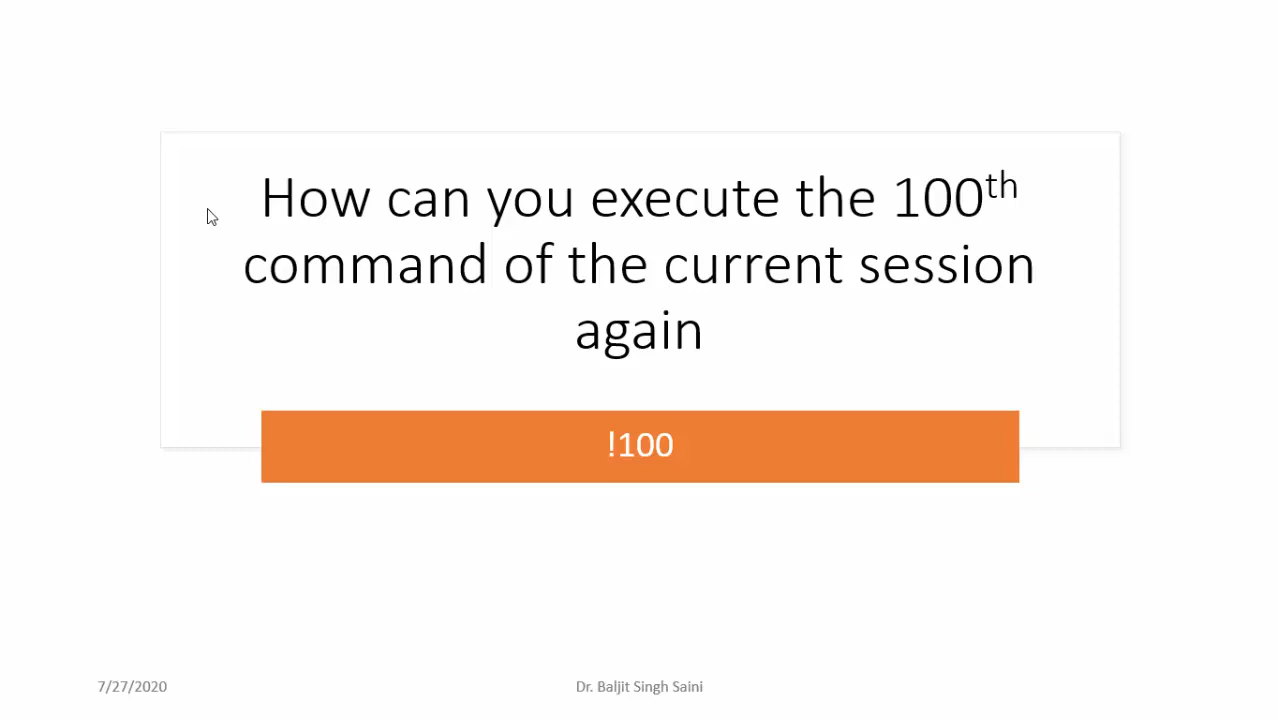 How can you execute the 100th
command of the current session
again
!100
7/27/2020
Dr. Baljit Singh Saini